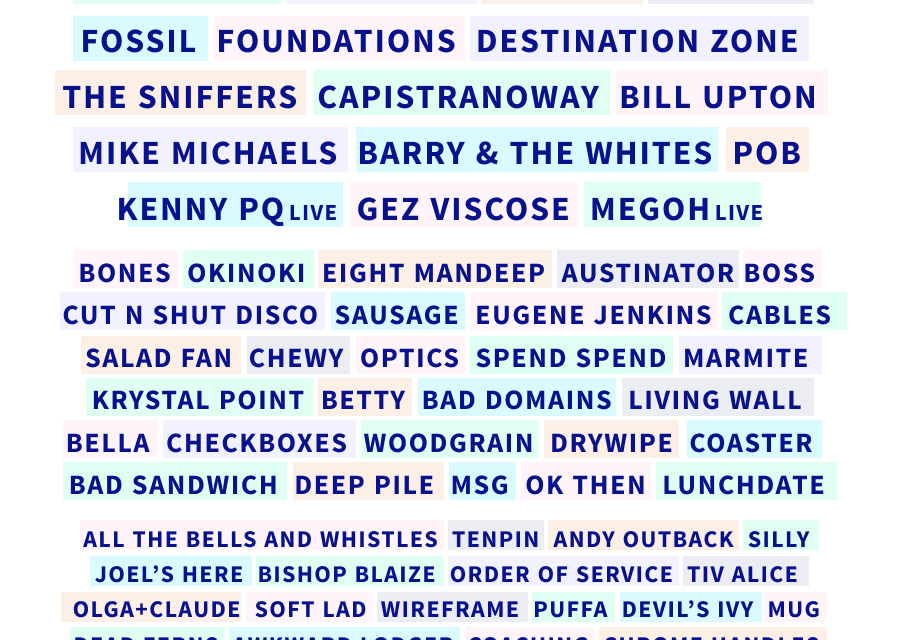 FOSSIL FOUNDATIONS DESTINATION ZONE
THE SNIFFERS CAPISTRANOWAY BILL UPTON
MIKE MICHAELS BARRY & THE WHITES POB
KENNY PQ LIVE GEZ VISCOSE MEGOH LIVE
BONES OKINOKI EIGHT MANDEEP AUSTINATOR BOSS
CUT N SHUT DISCO SAUSAGE EUGENE JENKINS CABLES
SALAD FAN CHEWY OPTICS SPEND SPEND MARMITE
KRYSTAL POINT BETTY BAD DOMAINS LIVING WALL
BELLA CHECKBOXES WOODGRAIN DRYWIPE COASTER
BAD SANDWICH DEEP PILE MSG OK THEN LUNCHDATE
ALL THE BELLS AND WHISTLES TENPIN ANDY OUTBACK SILLY
JOEL’S HERE BISHOP BLAIZE ORDER OF SERVICE TIV ALICE
OLGA+CLAUDE SOFT LAD WIREFRAME PUFFA DEVIL’S IVY MUG